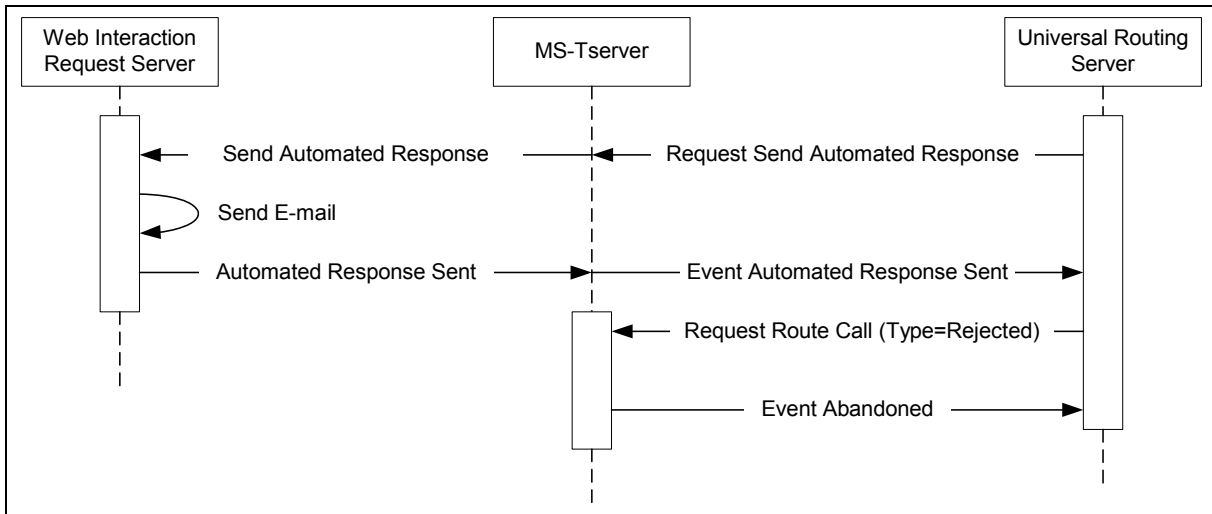 Web Interaction
Request Server
MS-Tserver
Universal Routing
Server
Send Automated Response
Request Send Automated Response
Send E-mail
Automated Response Sent
Event Automated Response Sent
Request Route Call (Type=Rejected)
Event Abandoned